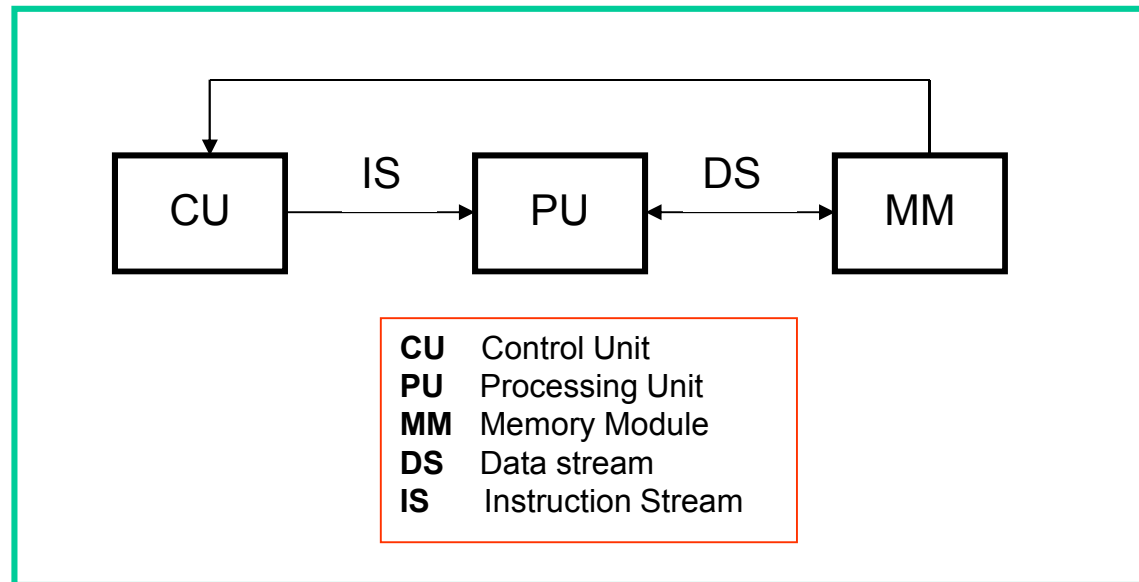 IS
DS
CU
PU
MM
CU Control Unit
PU Processing Unit
MM Memory Module
DS Data stream
IS Instruction Stream